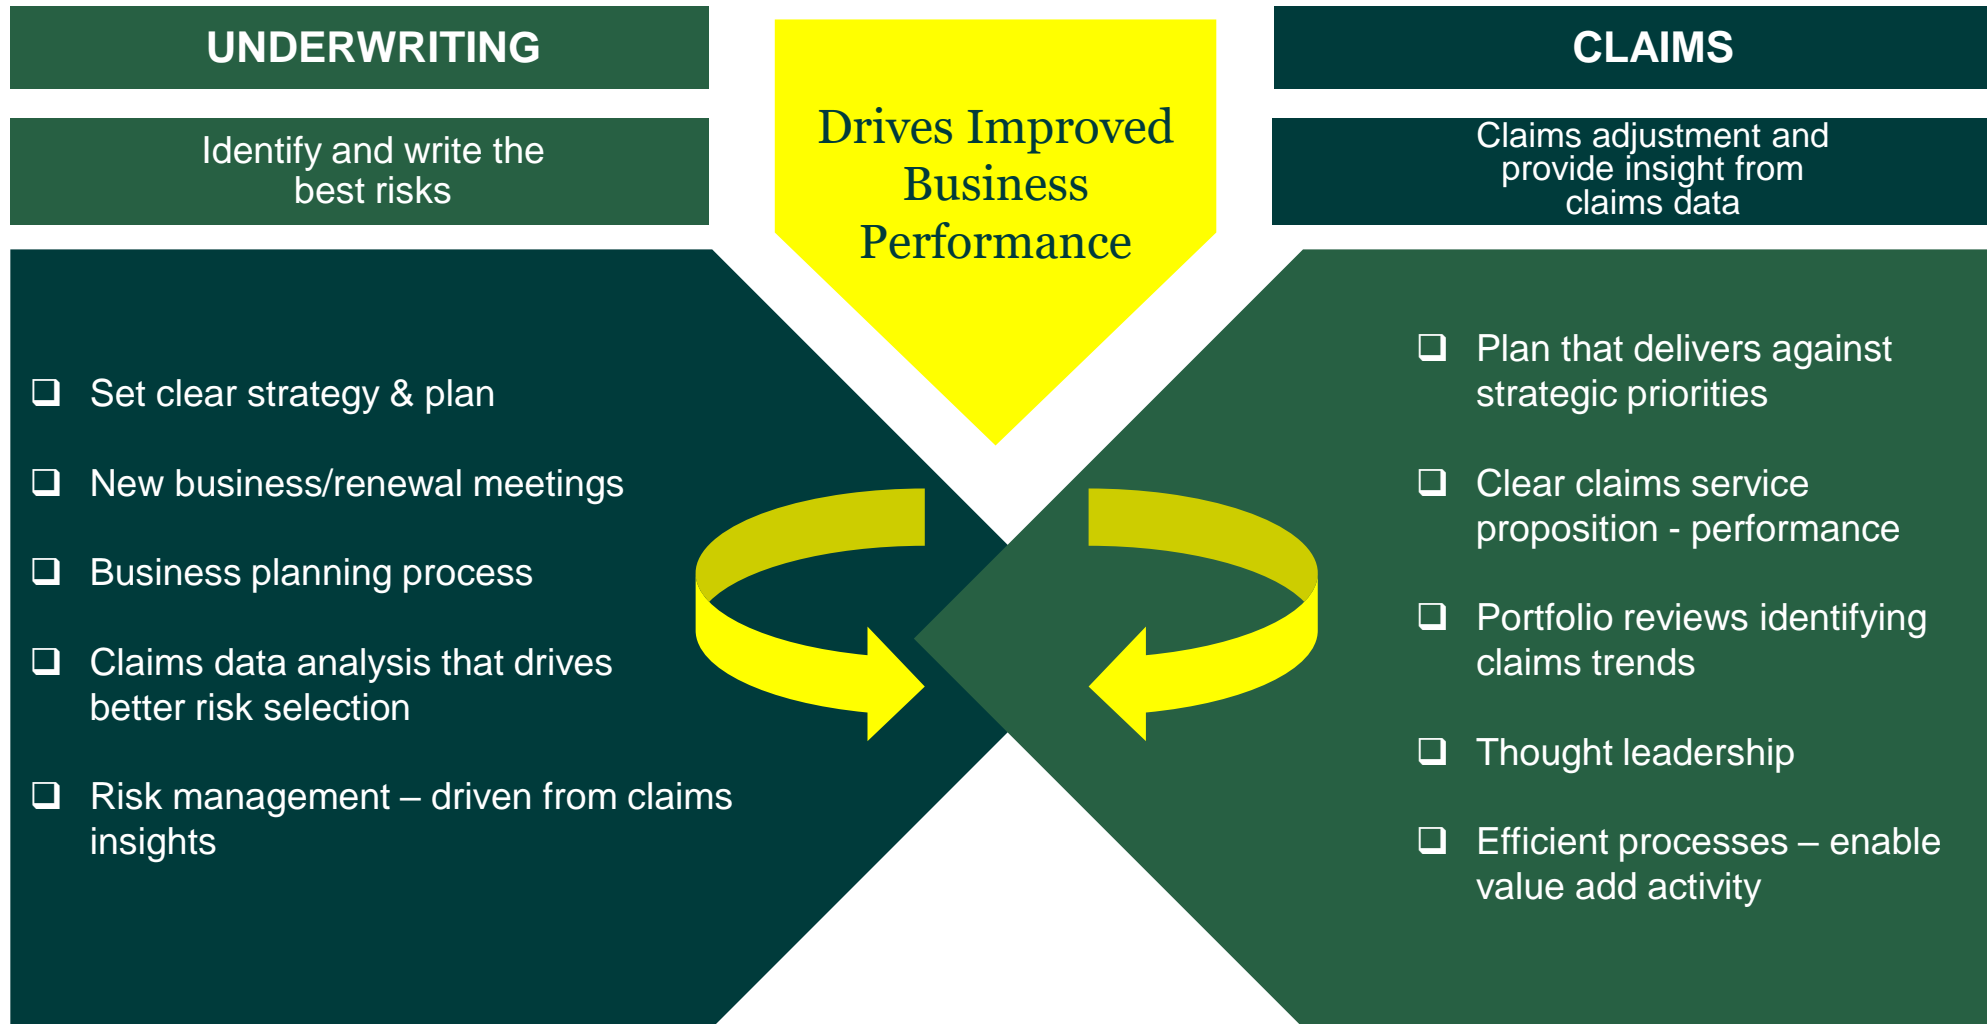 UNDERWRITING
Identify and write the
best risks
Drives Improved
Business
Performance
CLAIMS
Claims adjustment and
provide insight from
claims data
❑ Set clear strategy & plan
❑ New business/renewal meetings
❑ Business planning process
❑ Claims data analysis that drives
better risk selection
❑ Risk management – driven from claims
insights
❑ Plan that delivers against
strategic priorities
❑ Clear claims service
proposition - performance
❑ Portfolio reviews identifying
claims trends
❑ Thought leadership
❑ Efficient processes – enable
value add activity